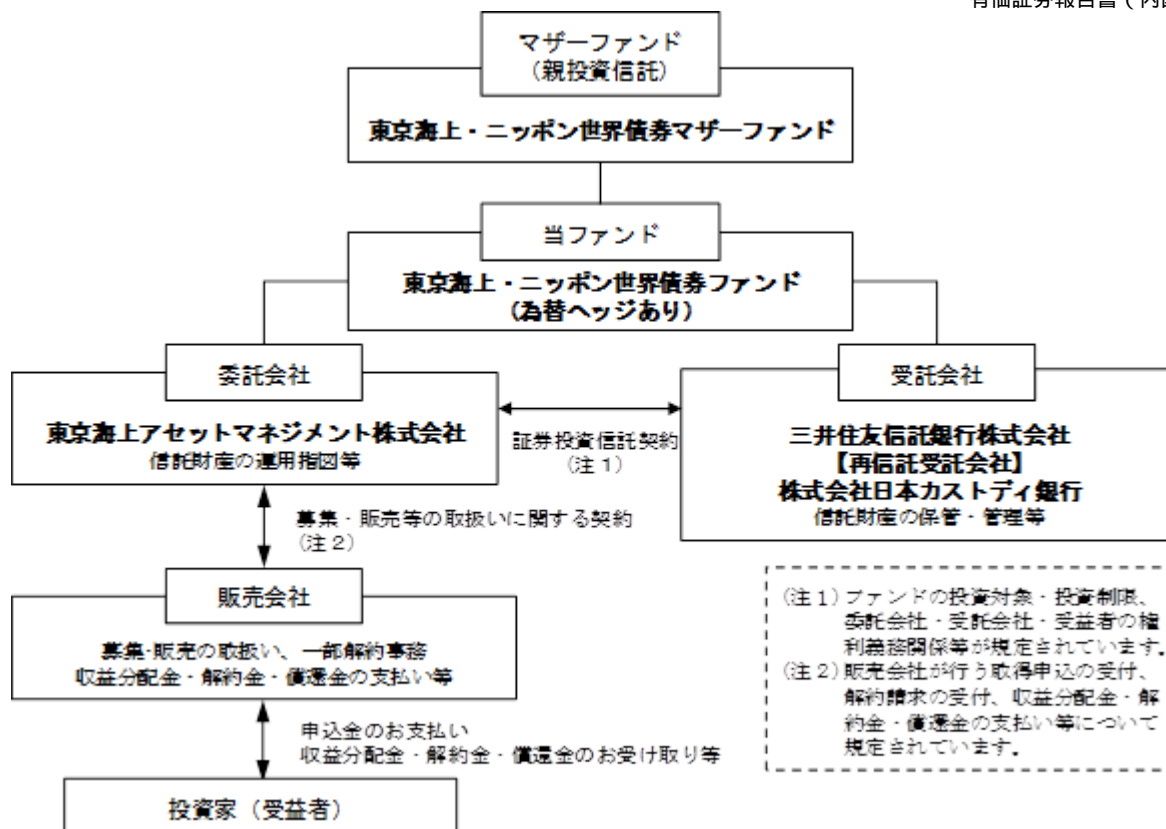 マザーファンド
(親投資信託)
東京海上・ニッポン世界債券マザーファンド
当ファンド
東京海上・ニッポン世界債券ファンド
(為替ヘッジあり)
委託会社
東京海上アセットマネジメント株式会社
信託財産の運用指図等
証券投資信託契約
(注1)
受託会社
三井住友信託銀行株式会社
【再信託受託会社】
株式会社日本カストディ銀行
信託財産の保管・管理等
募集・販売等の取扱いに関する契約
(注2)
販売会社
募集・販売の取扱い、一部解約事務
収益分配金・解約金・償還金の支払い等
申込金のお支払い
収益分配金・解約金・償還金のお受け取り等
投資家(受益者)
(注1)ファンドの投資対象・投資制限、
委託会社・受託会社・受益者の権
利義務関係等が規定されています。
(注2)販売会社が行う取得申込の受付、
解約請求の受付、収益分配金・解
約金・償還金の支払い等について
規定されています。